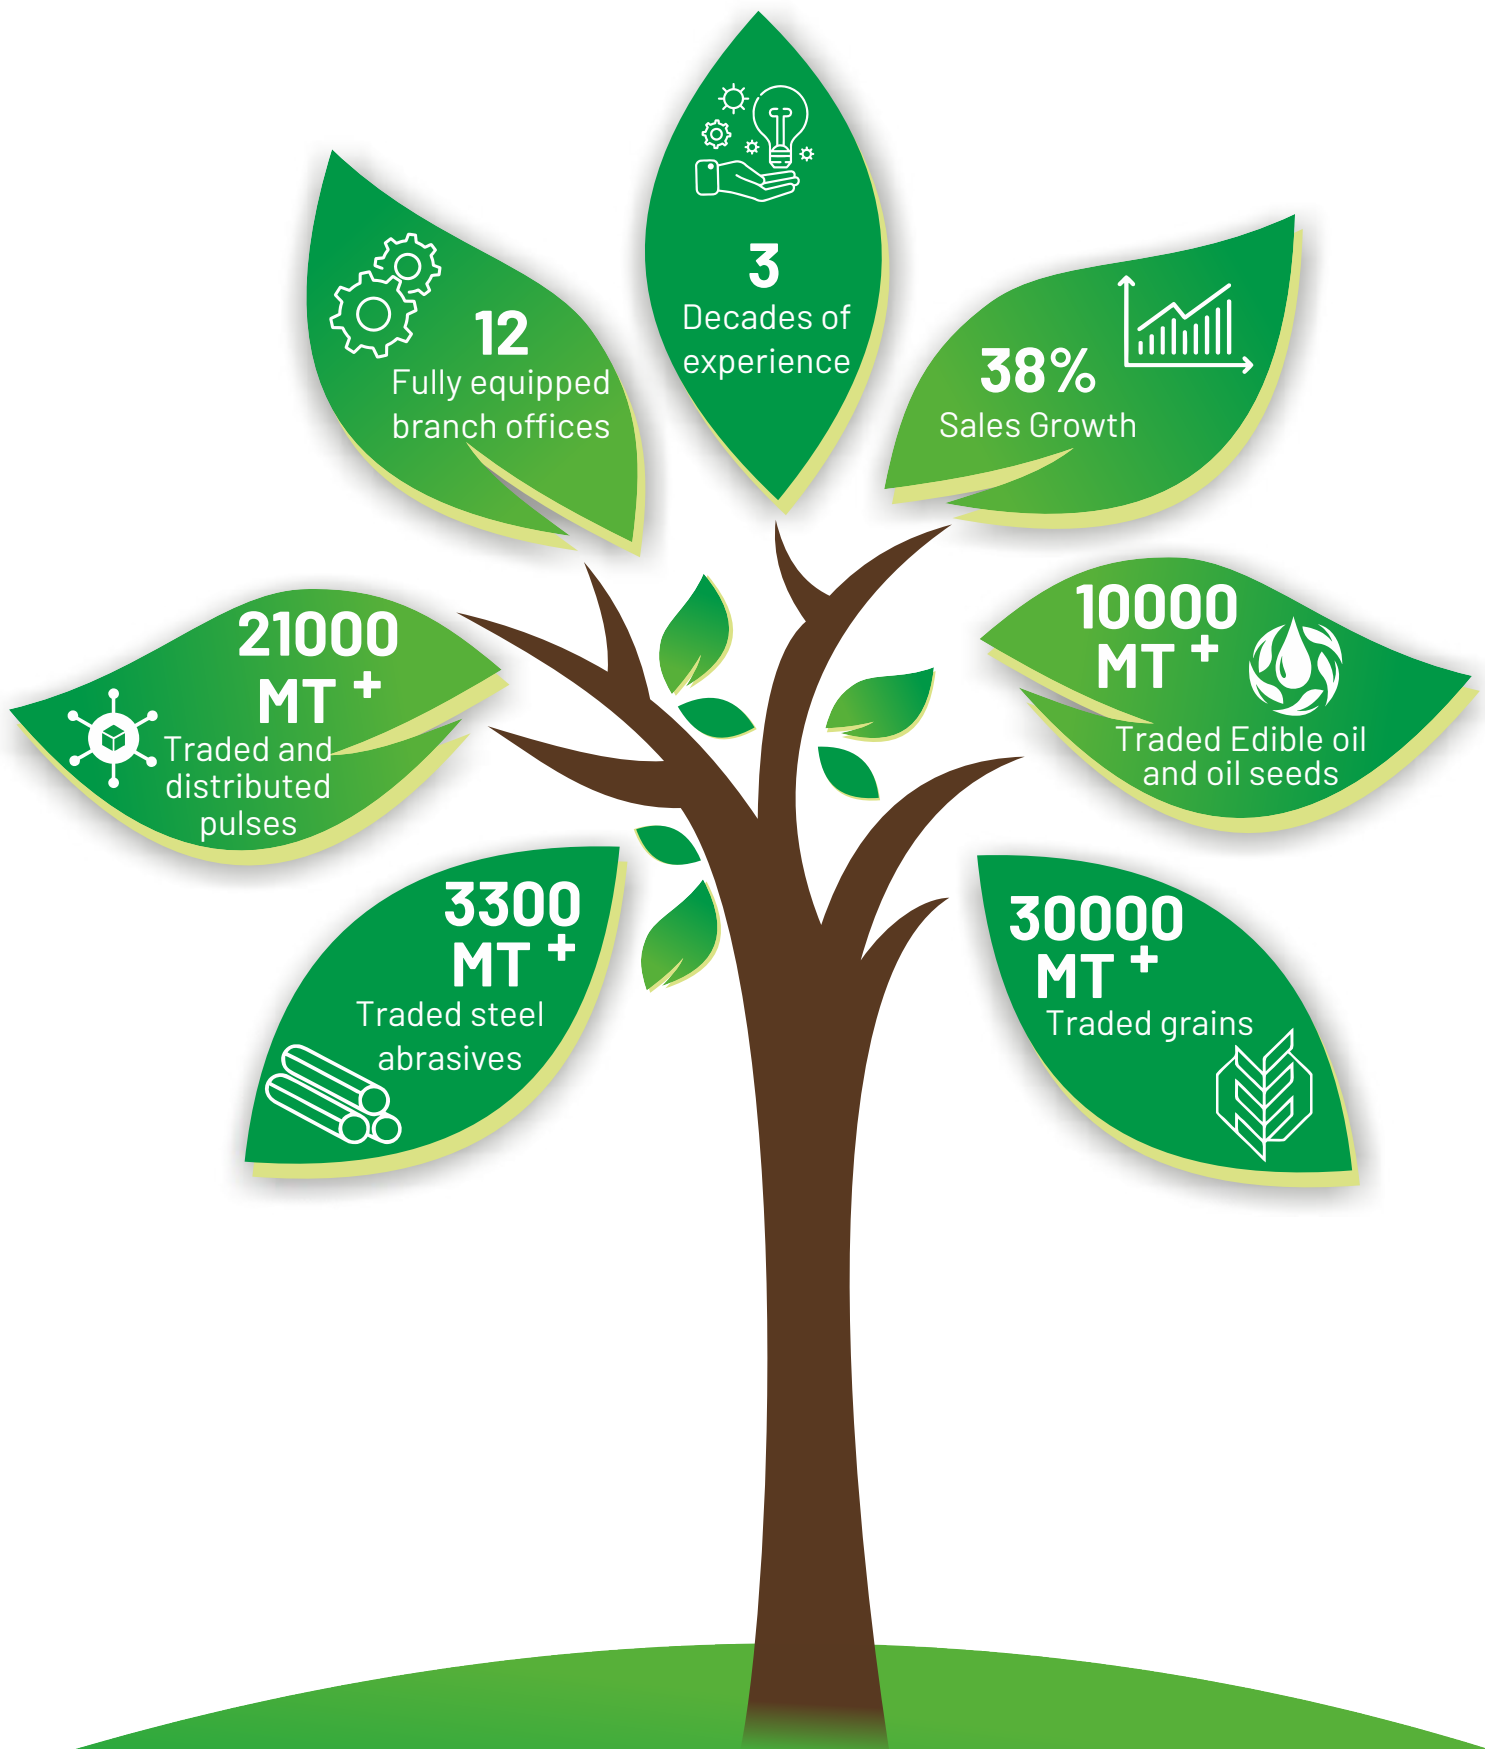 3
Decades of
experience
12
Fully equipped
branch offices
38%
Sales Growth
21000
MT +
Traded and
distributed
pulses
10000
MT +
Traded Edible oil
and oil seeds
3300
MT +
Traded steel
abrasives
30000
MT +
Traded grains